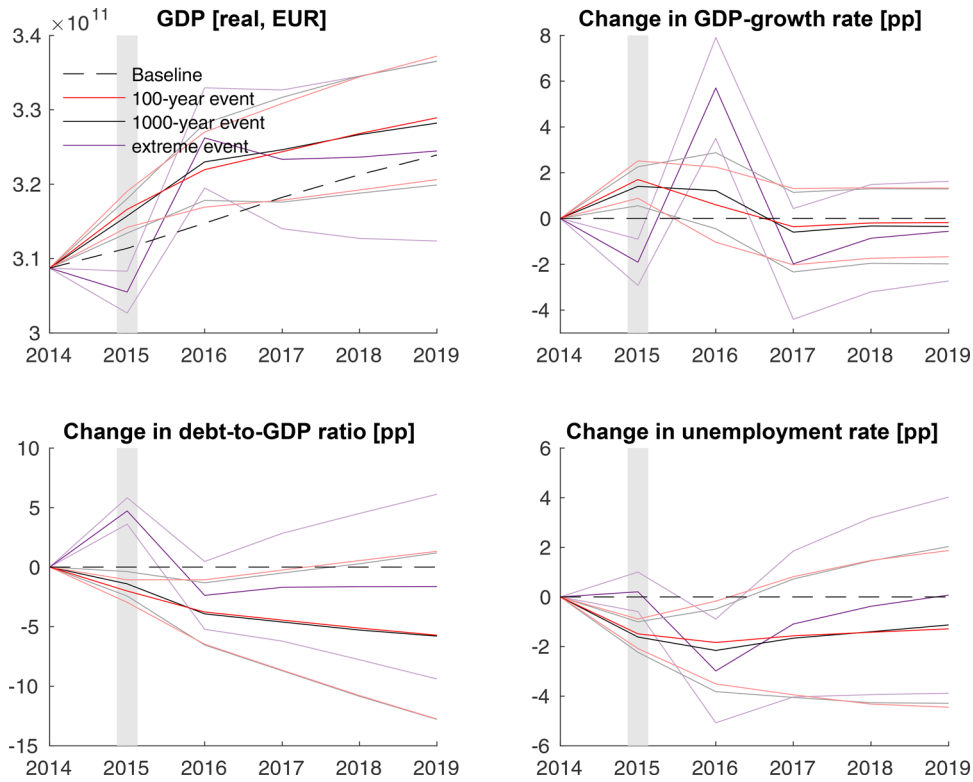 GDP [real, EUR]
× 10¹¹
3.4
3.3
3.2
3.1
3
Baseline
100-year event
1000-year event
extreme event
2014 2015 2016 2017 2018 2019
Change in GDP-growth rate [pp]
8
6
4
2
0
-2
-4
2014 2015 2016 2017 2018 2019
Change in debt-to-GDP ratio [pp]
10
5
0
-5
-10
-15
2014 2015 2016 2017 2018 2019
Change in unemployment rate [pp]
6
4
2
0
-2
-4
-6
2014 2015 2016 2017 2018 2019